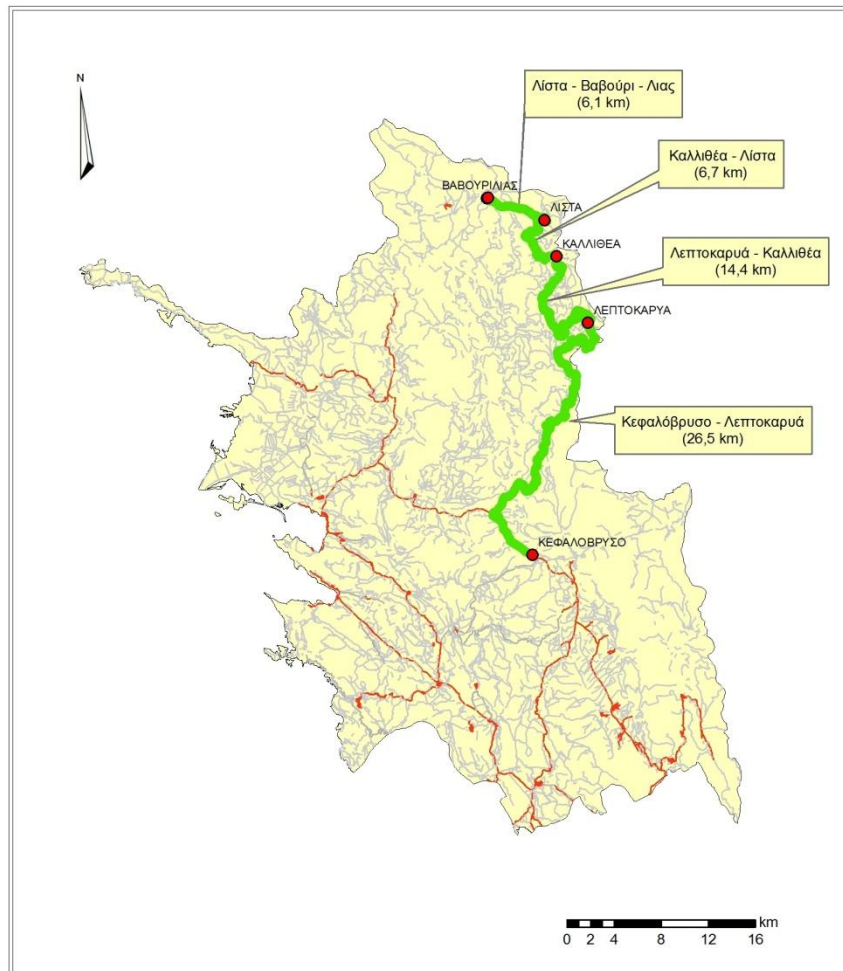 N
Λίστα - Βαβούρι - Λιας
(6,1 km)
Καλλιθέα - Λίστα
(6,7 km)
ΒΑΒΟΥΡΙΛΙΑΣ
ΛΙΣΤΑ
ΚΑΛΛΙΘΕΑ
Λεπτοκαρυά - Καλλιθέα
(14,4 km)
ΛΕΠΤΟΚΑΡΥΑ
Κεφαλόβρυσο - Λεπτοκαρυά
(26,5 km)
ΚΕΦΑΛΟΒΡΥΣΟ
km
0 2 4 8 12 16